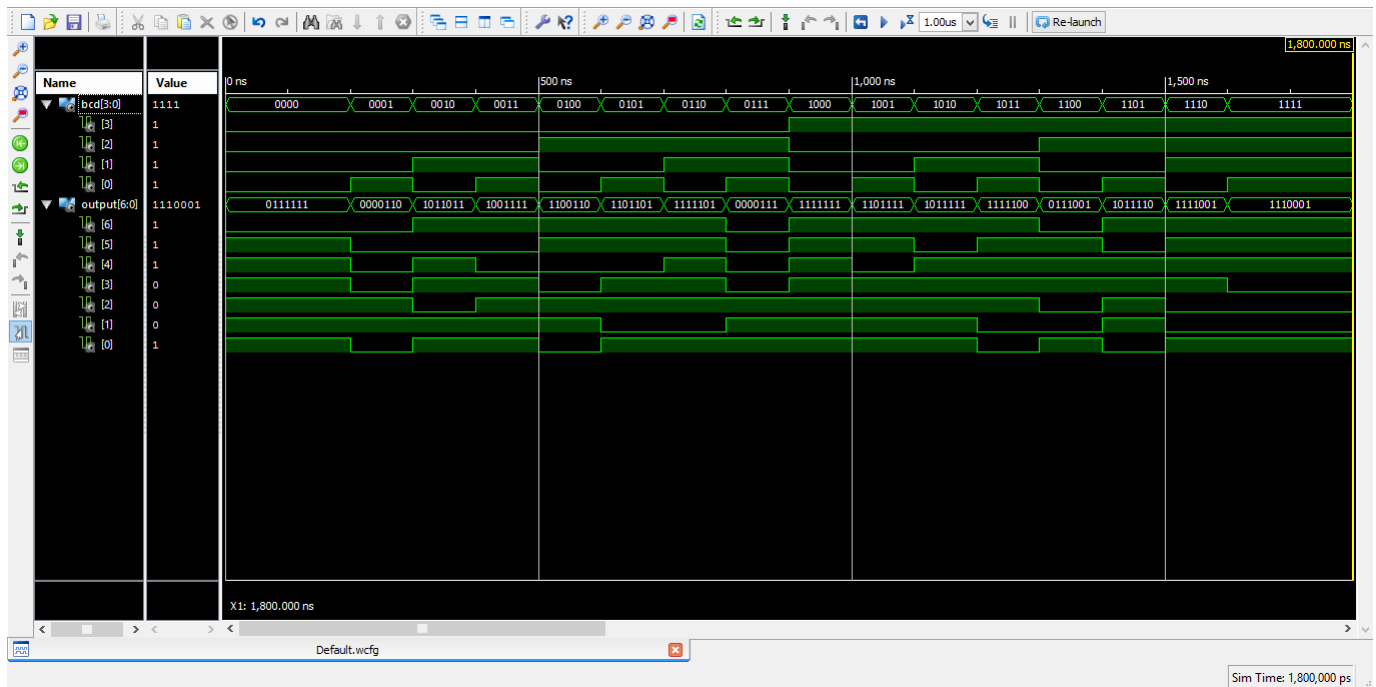 1.00us Re-launch
1,800.000 ns
Name Value 0 ns 500 ns 1,000 ns 1,500 ns
bcd[3:0] 1111 0000 0001 0010 0011 0100 0101 0110 0111 1000 1001 1010 1011 1100 1101 1110 1111
[3] 1
[2] 1
[1] 1
[0] 1
output[6:0] 1110001 0111111 0000110 1011011 1001111 1100110 1101101 1111101 0000111 1111111 1101111 1011111 1111100 0111001 1011110 1111001 1110001
[6] 1
[5] 1
[4] 1
[3] 0
[2] 0
[1] 0
[0] 1
X1: 1,800.000 ns
Default.wcfg
Sim Time: 1,800,000 ps